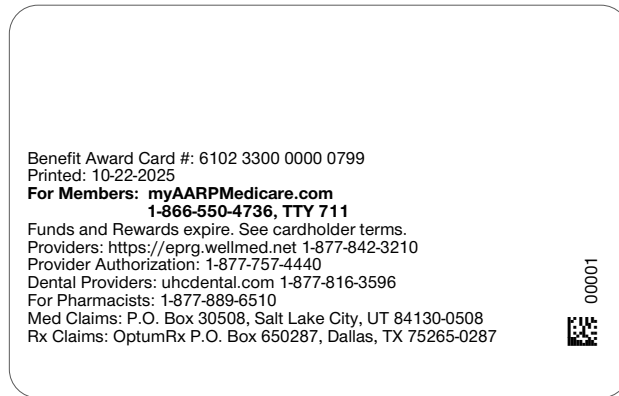 Benefit Award Card #: 6102 3300 0000 0799
Printed: 10-22-2025
For Members: myAARPMedicare.com
1-866-550-4736, TTY 711
Funds and Rewards expire. See cardholder terms.
Providers: https://eprg.wellmed.net 1-877-842-3210
Provider Authorization: 1-877-757-4440
Dental Providers: uhcdental.com 1-877-816-3596
For Pharmacists: 1-877-889-6510
Med Claims: P.O. Box 30508, Salt Lake City, UT 84130-0508
Rx Claims: OptumRx P.O. Box 650287, Dallas, TX 75265-0287
00001